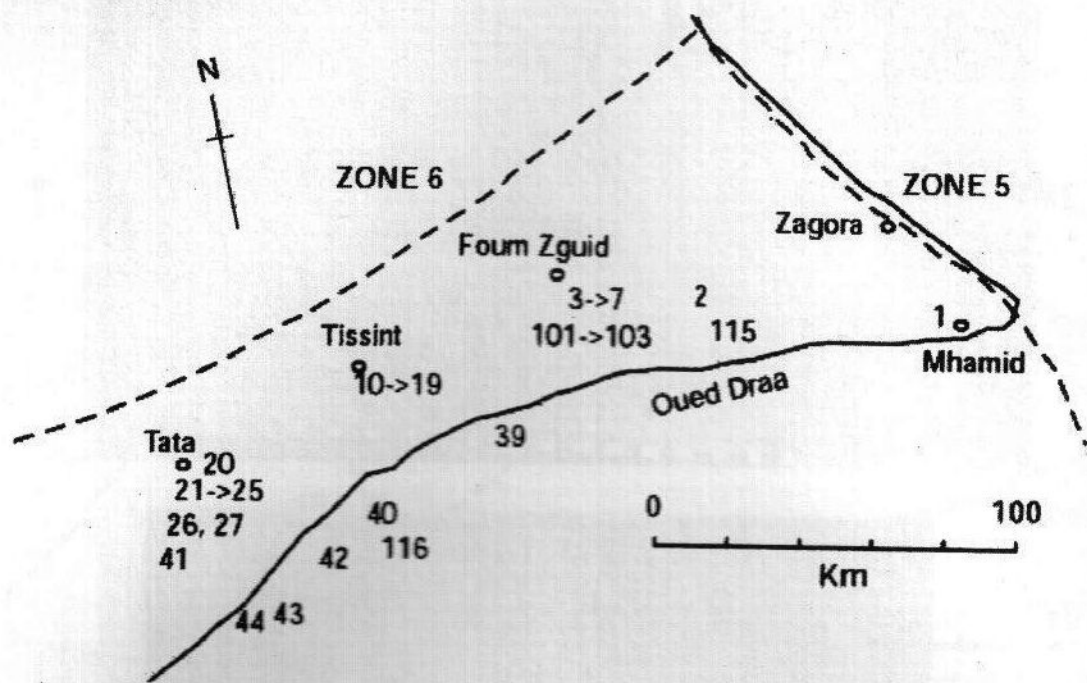 N
ZONE 6
ZONE 5
Zagora
Foum Zguid
3->7
2
1
101->103
115
Tissint
Mhamid
10->19
Oued Draa
39
Tata
20
21->25
26, 27
40
0
100
41
42
116
Km
44
43